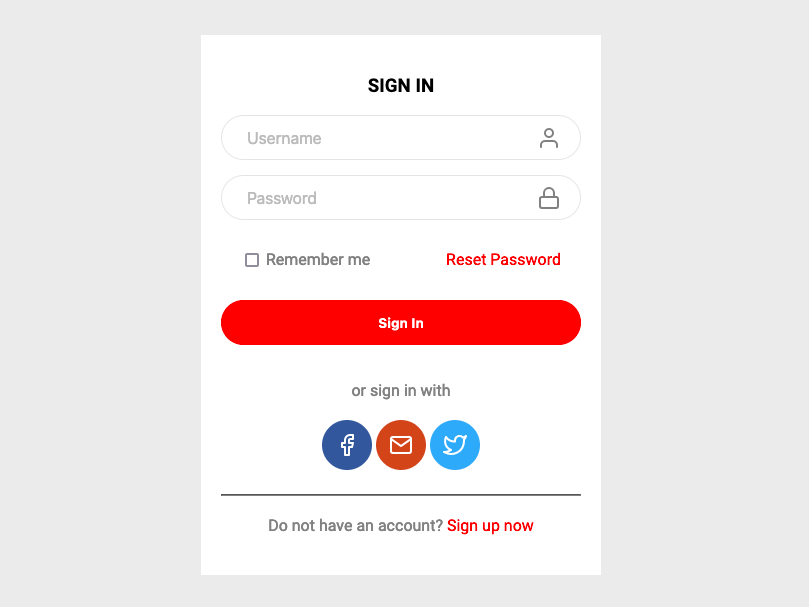 SIGN IN
Username
Password
Remember me Reset Password
Sign In
or sign in with
Do not have an account? Sign up now